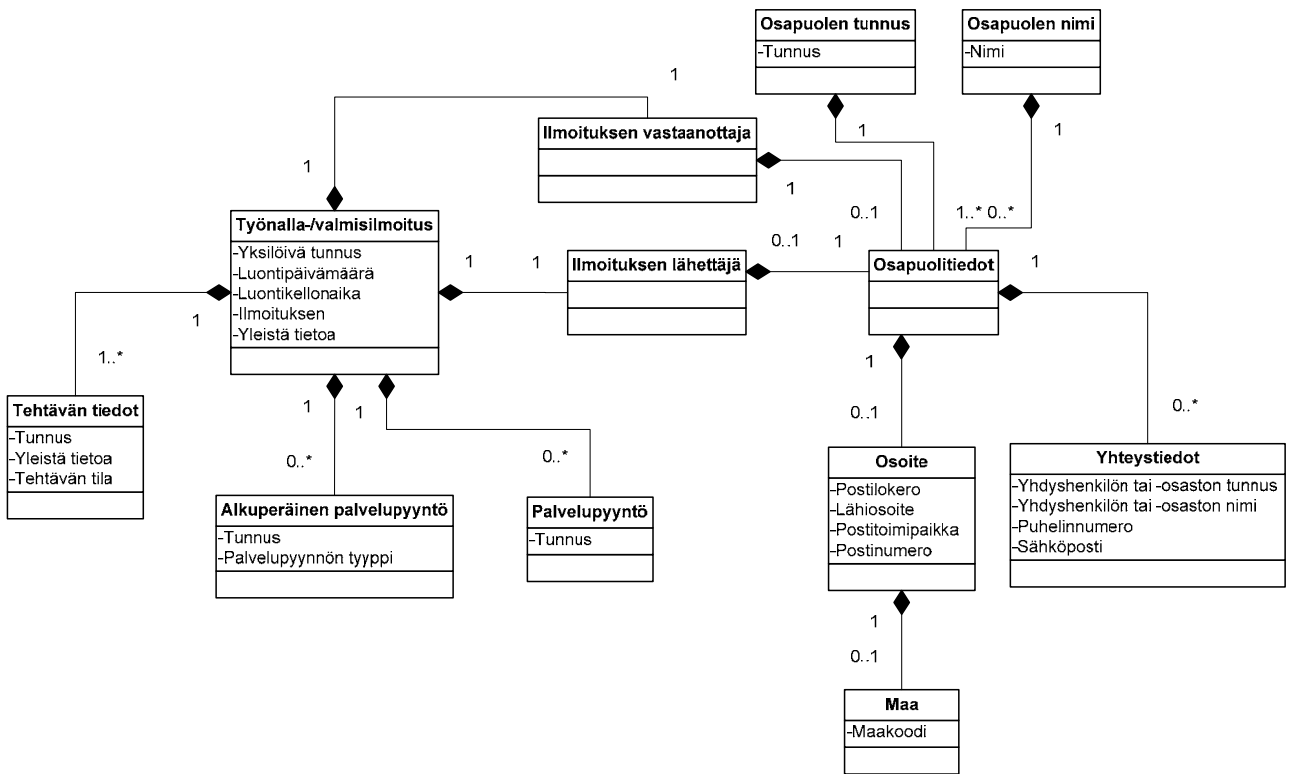 Osapuolen tunnus
-Tunnus
Osapuolen nimi
-Nimi
1
1
1
Ilmoituksen vastaanottaja
1
1
0..1
1..* 0..*
Työnalla-/valmisilmoitus
-Yksilöivä tunnus
-Luontipäivämäärä
-Luontikellonaika
-Ilmoituksen
-Yleistä tietoa
1
1
Ilmoituksen lähettäjä
0..1
1
Osapuolitiedot
1
1
1..*
Tehtävän tiedot
-Tunnus
-Yleistä tietoa
-Tehtävän tila
1
1
0..*
0..*
Alkuperäinen palvelupyyntö
-Tunnus
-Palvelupyynnön tyyppi
Palvelupyyntö
-Tunnus
1
0..1
0..*
Osoite
-Postilokero
-Lähiosoite
-Postitoimipaikka
-Postinumero
Yhteystiedot
-Yhdyshenkilön tai -osaston tunnus
-Yhdyshenkilön tai -osaston nimi
-Puhelinnumero
-Sähköposti
1
0..1
Maa
-Maakoodi